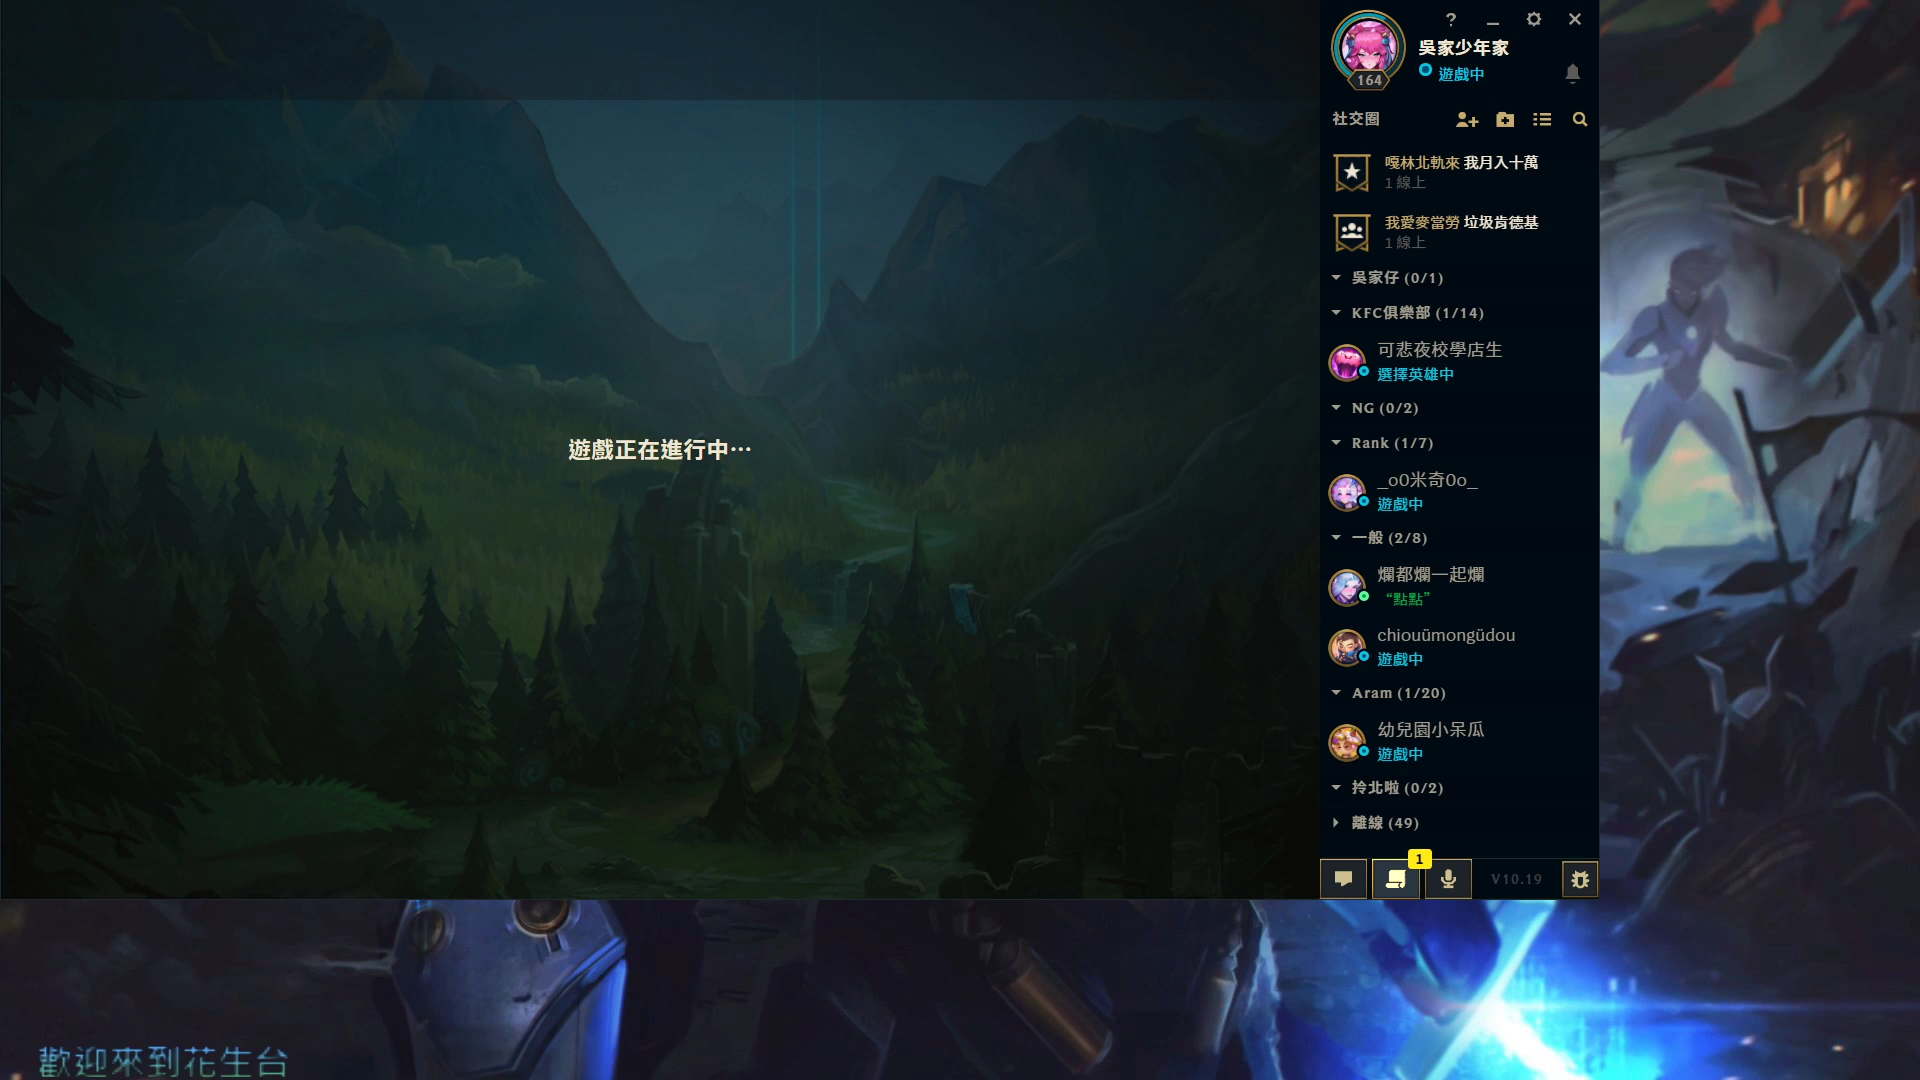 吳家少年家
164
遊戲中
社交圈
嘎林北軌來 我月入十萬
1 線上
我愛麥當勞 垃圾肯德基
1 線上
吳家仔 (0/1)
KFC俱樂部 (1/14)
可悲夜校學店生
選擇英雄中
NG (0/2)
Rank (1/7)
_o0米奇0o_
遊戲中
一般 (2/8)
爛都爛一起爛
“點點”
chiouümongüdou
遊戲中
Aram (1/20)
幼兒園小呆瓜
遊戲中
拎北啦 (0/2)
離線 (49)
1
V10.19
遊戲正在進行中…
歡迎來到花生台